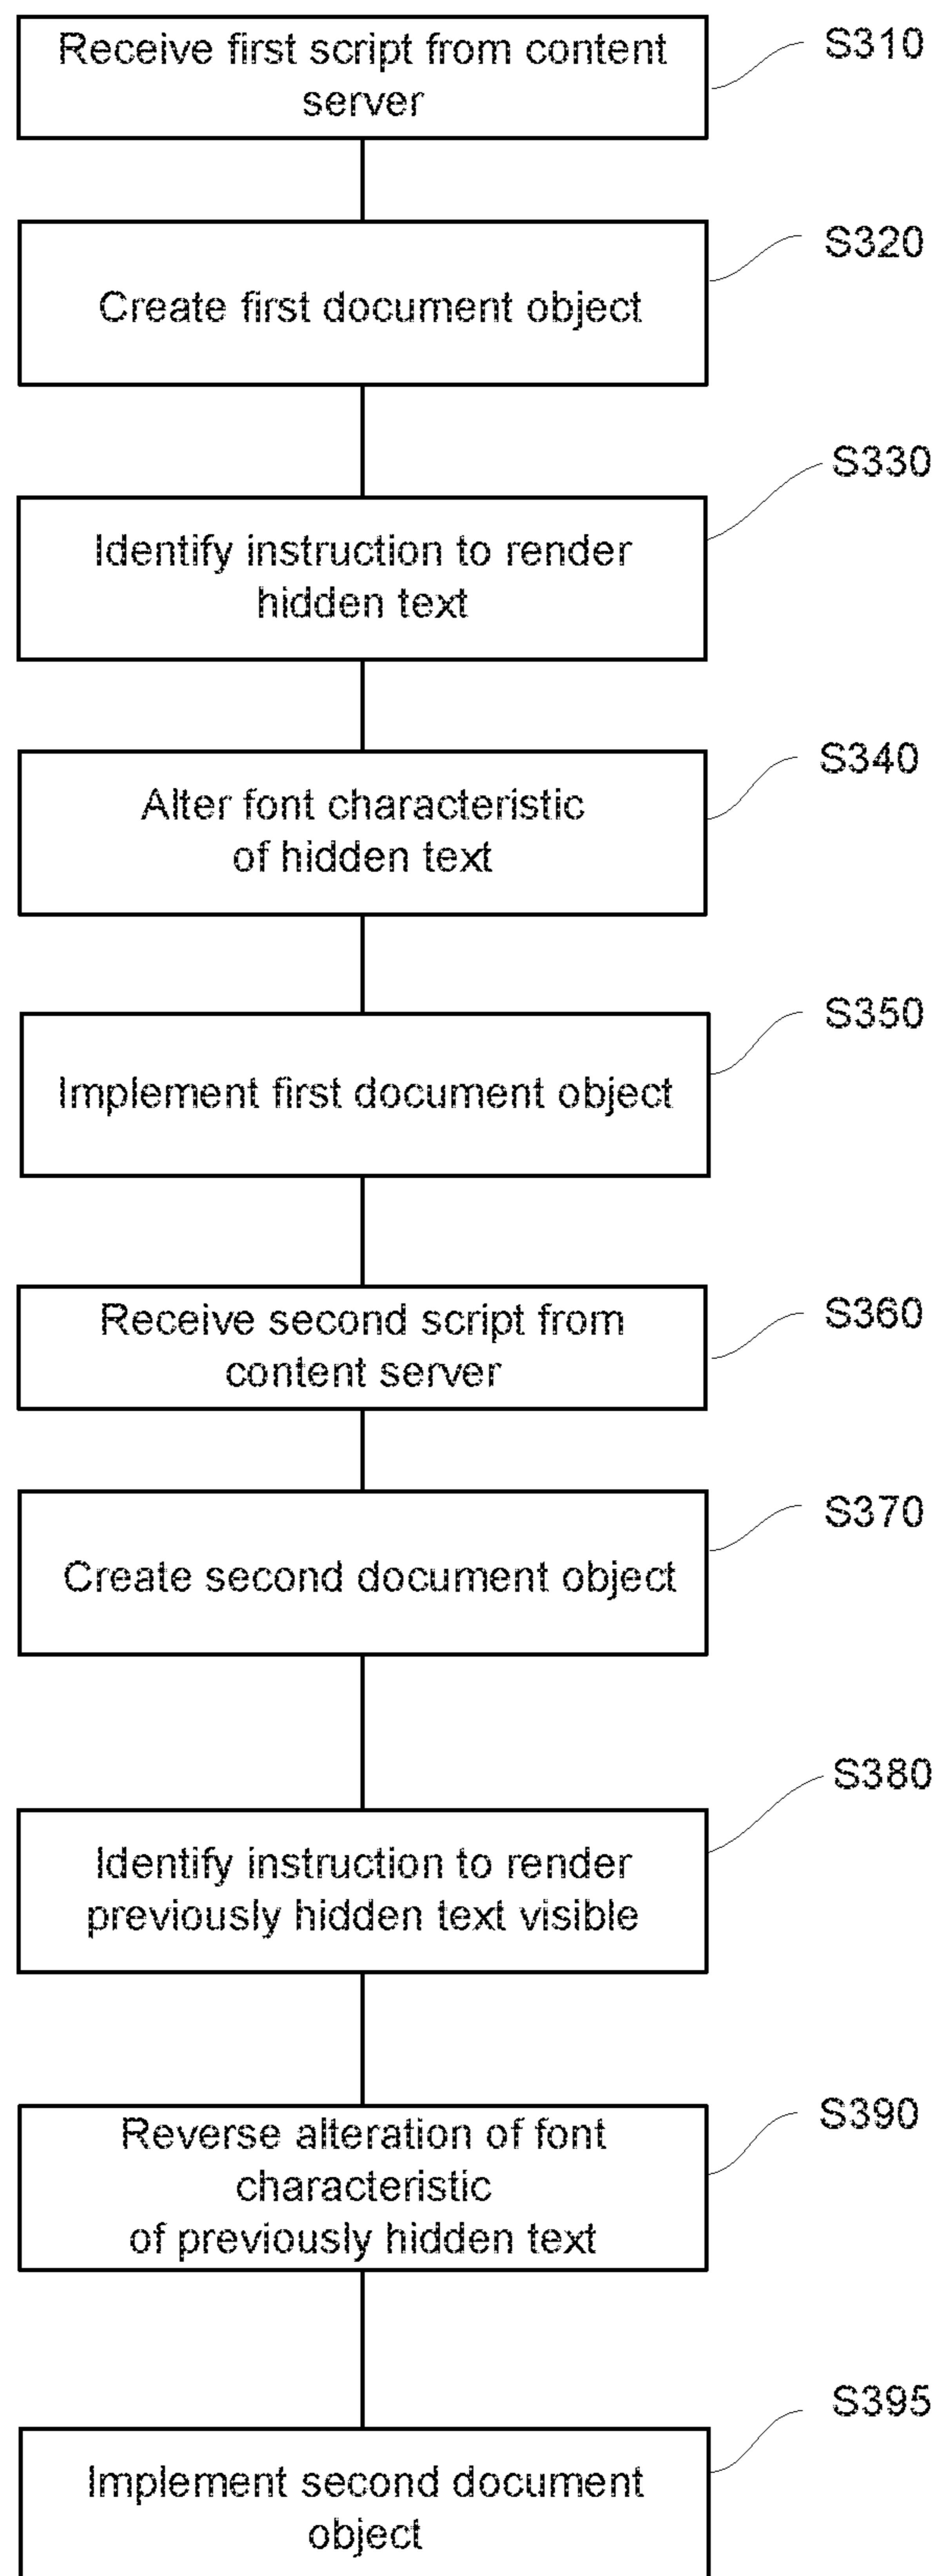 Receive first script from content
server
S310
Create first document object
S320
Identify instruction to render
hidden text
S330
Alter font characteristic
of hidden text
S340
Implement first document object
S350
Receive second script from
content server
S360
Create second document object
S370
Identify instruction to render
previously hidden text visible
S380
Reverse alteration of font
characteristic
of previously hidden text
S390
Implement second document
object
S395